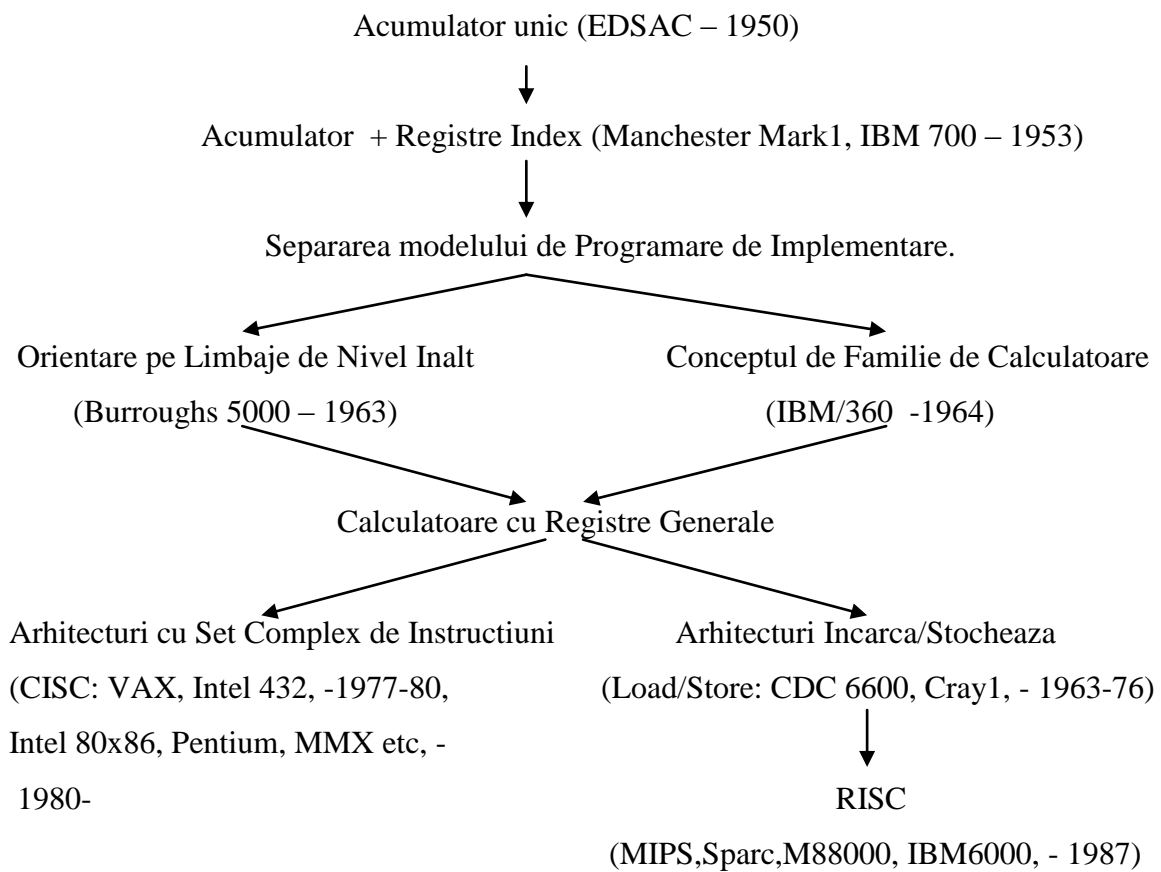 Acumulator unic (EDSAC – 1950)
Acumulator + Registre Index (Manchester Mark1, IBM 700 – 1953)
Separarea modelului de Programare de Implementare.
Orientare pe Limbaje de Nivel Inalt
(Burroughs 5000 – 1963)
Conceptul de Familie de Calculatoare
(IBM/360 -1964)
Calculatoare cu Registre Generale
Arhitecturi cu Set Complex de Instructiuni
(CISC: VAX, Intel 432, -1977-80,
Intel 80x86, Pentium, MMX etc, -
1980-
Arhitecturi Incarca/Stocheaza
(Load/Store: CDC 6600, Cray1, - 1963-76)
RISC
(MIPS,Sparc,M88000, IBM6000, - 1987)